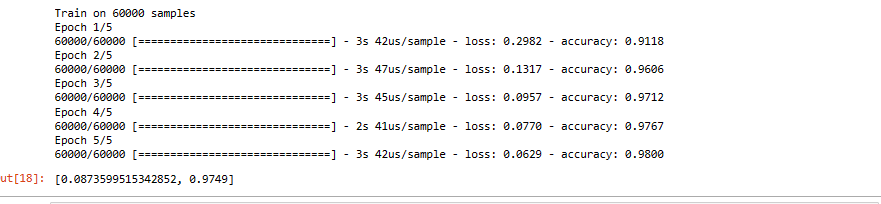 Train on 60000 samples
Epoch 1/5
60000/60000 [==============================] - 3s 42us/sample - loss: 0.2982 - accuracy: 0.9118
Epoch 2/5
60000/60000 [==============================] - 3s 47us/sample - loss: 0.1317 - accuracy: 0.9606
Epoch 3/5
60000/60000 [==============================] - 3s 45us/sample - loss: 0.0957 - accuracy: 0.9712
Epoch 4/5
60000/60000 [==============================] - 2s 41us/sample - loss: 0.0770 - accuracy: 0.9767
Epoch 5/5
60000/60000 [==============================] - 3s 42us/sample - loss: 0.0629 - accuracy: 0.9800
ut[18]: [0.0873599515342852, 0.9749]